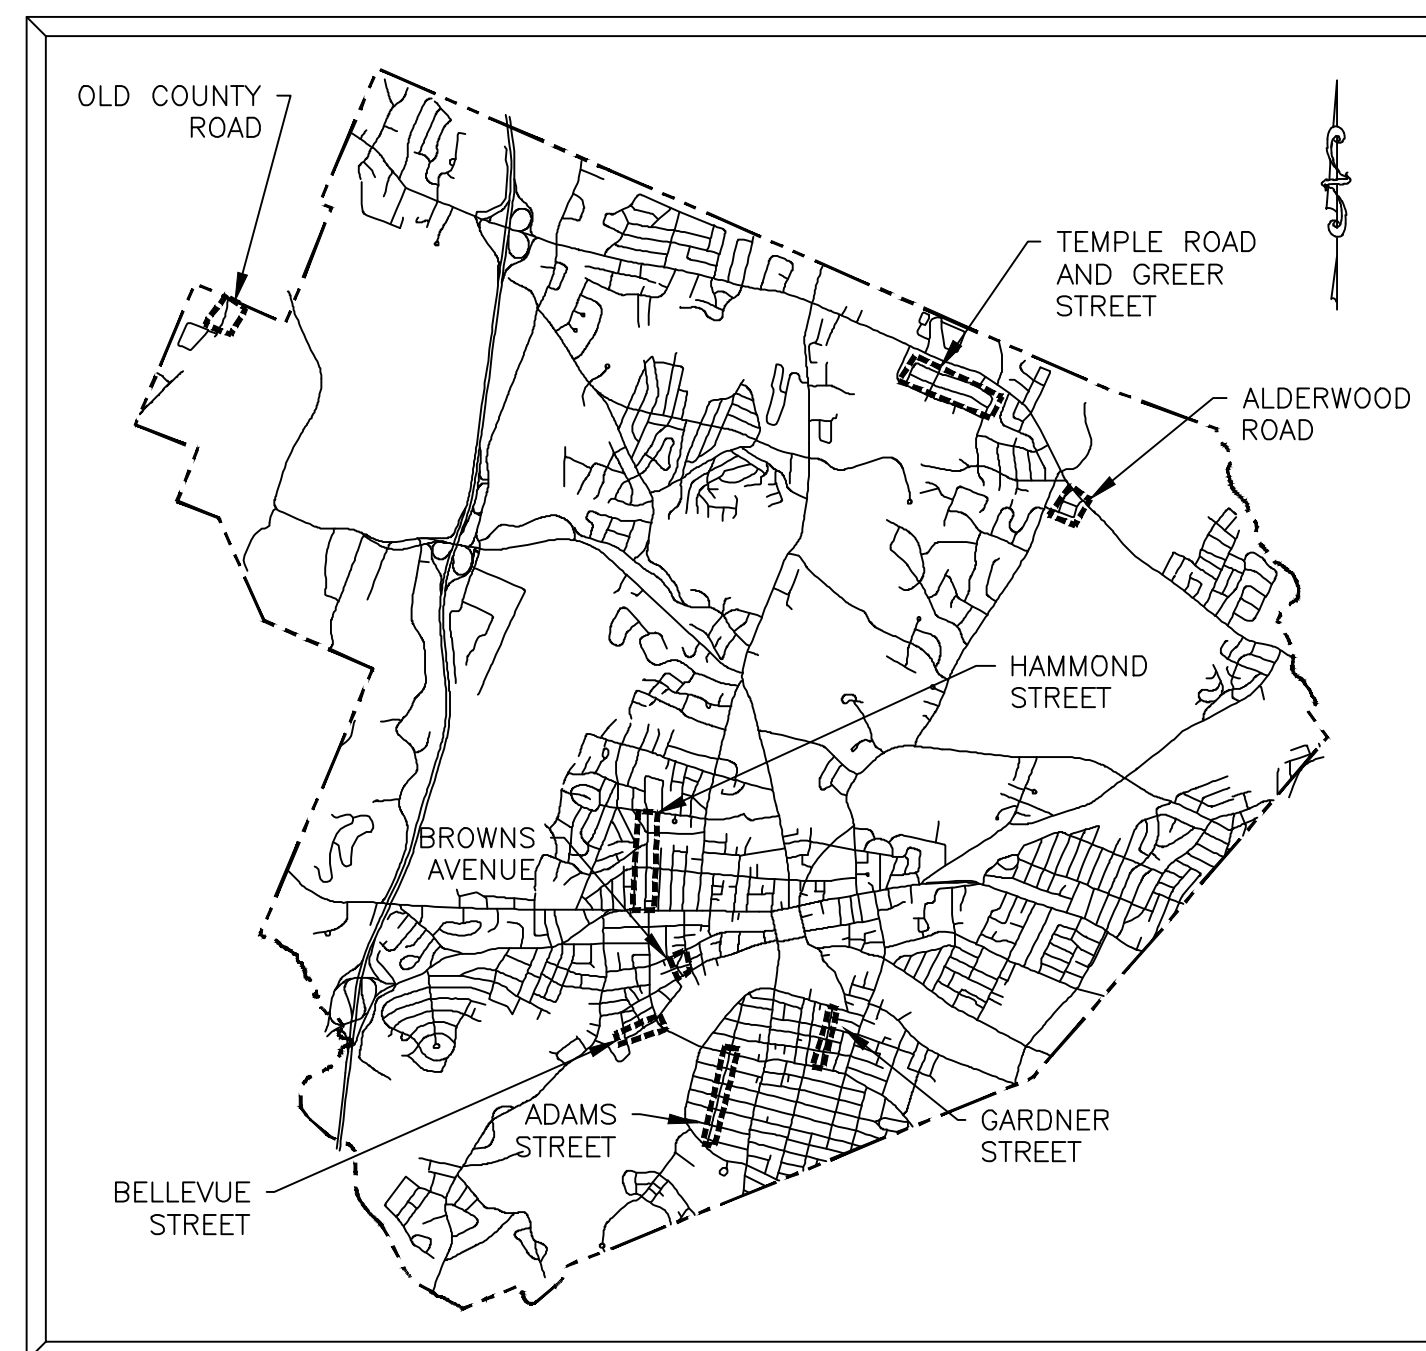 OLD COUNTY
ROAD
TEMPLE ROAD
AND GREER
STREET
ALDERWOOD
ROAD
HAMMOND
STREET
BROWNS
AVENUE
ADAMS
STREET
GARDNER
STREET
BELLEVUE
STREET